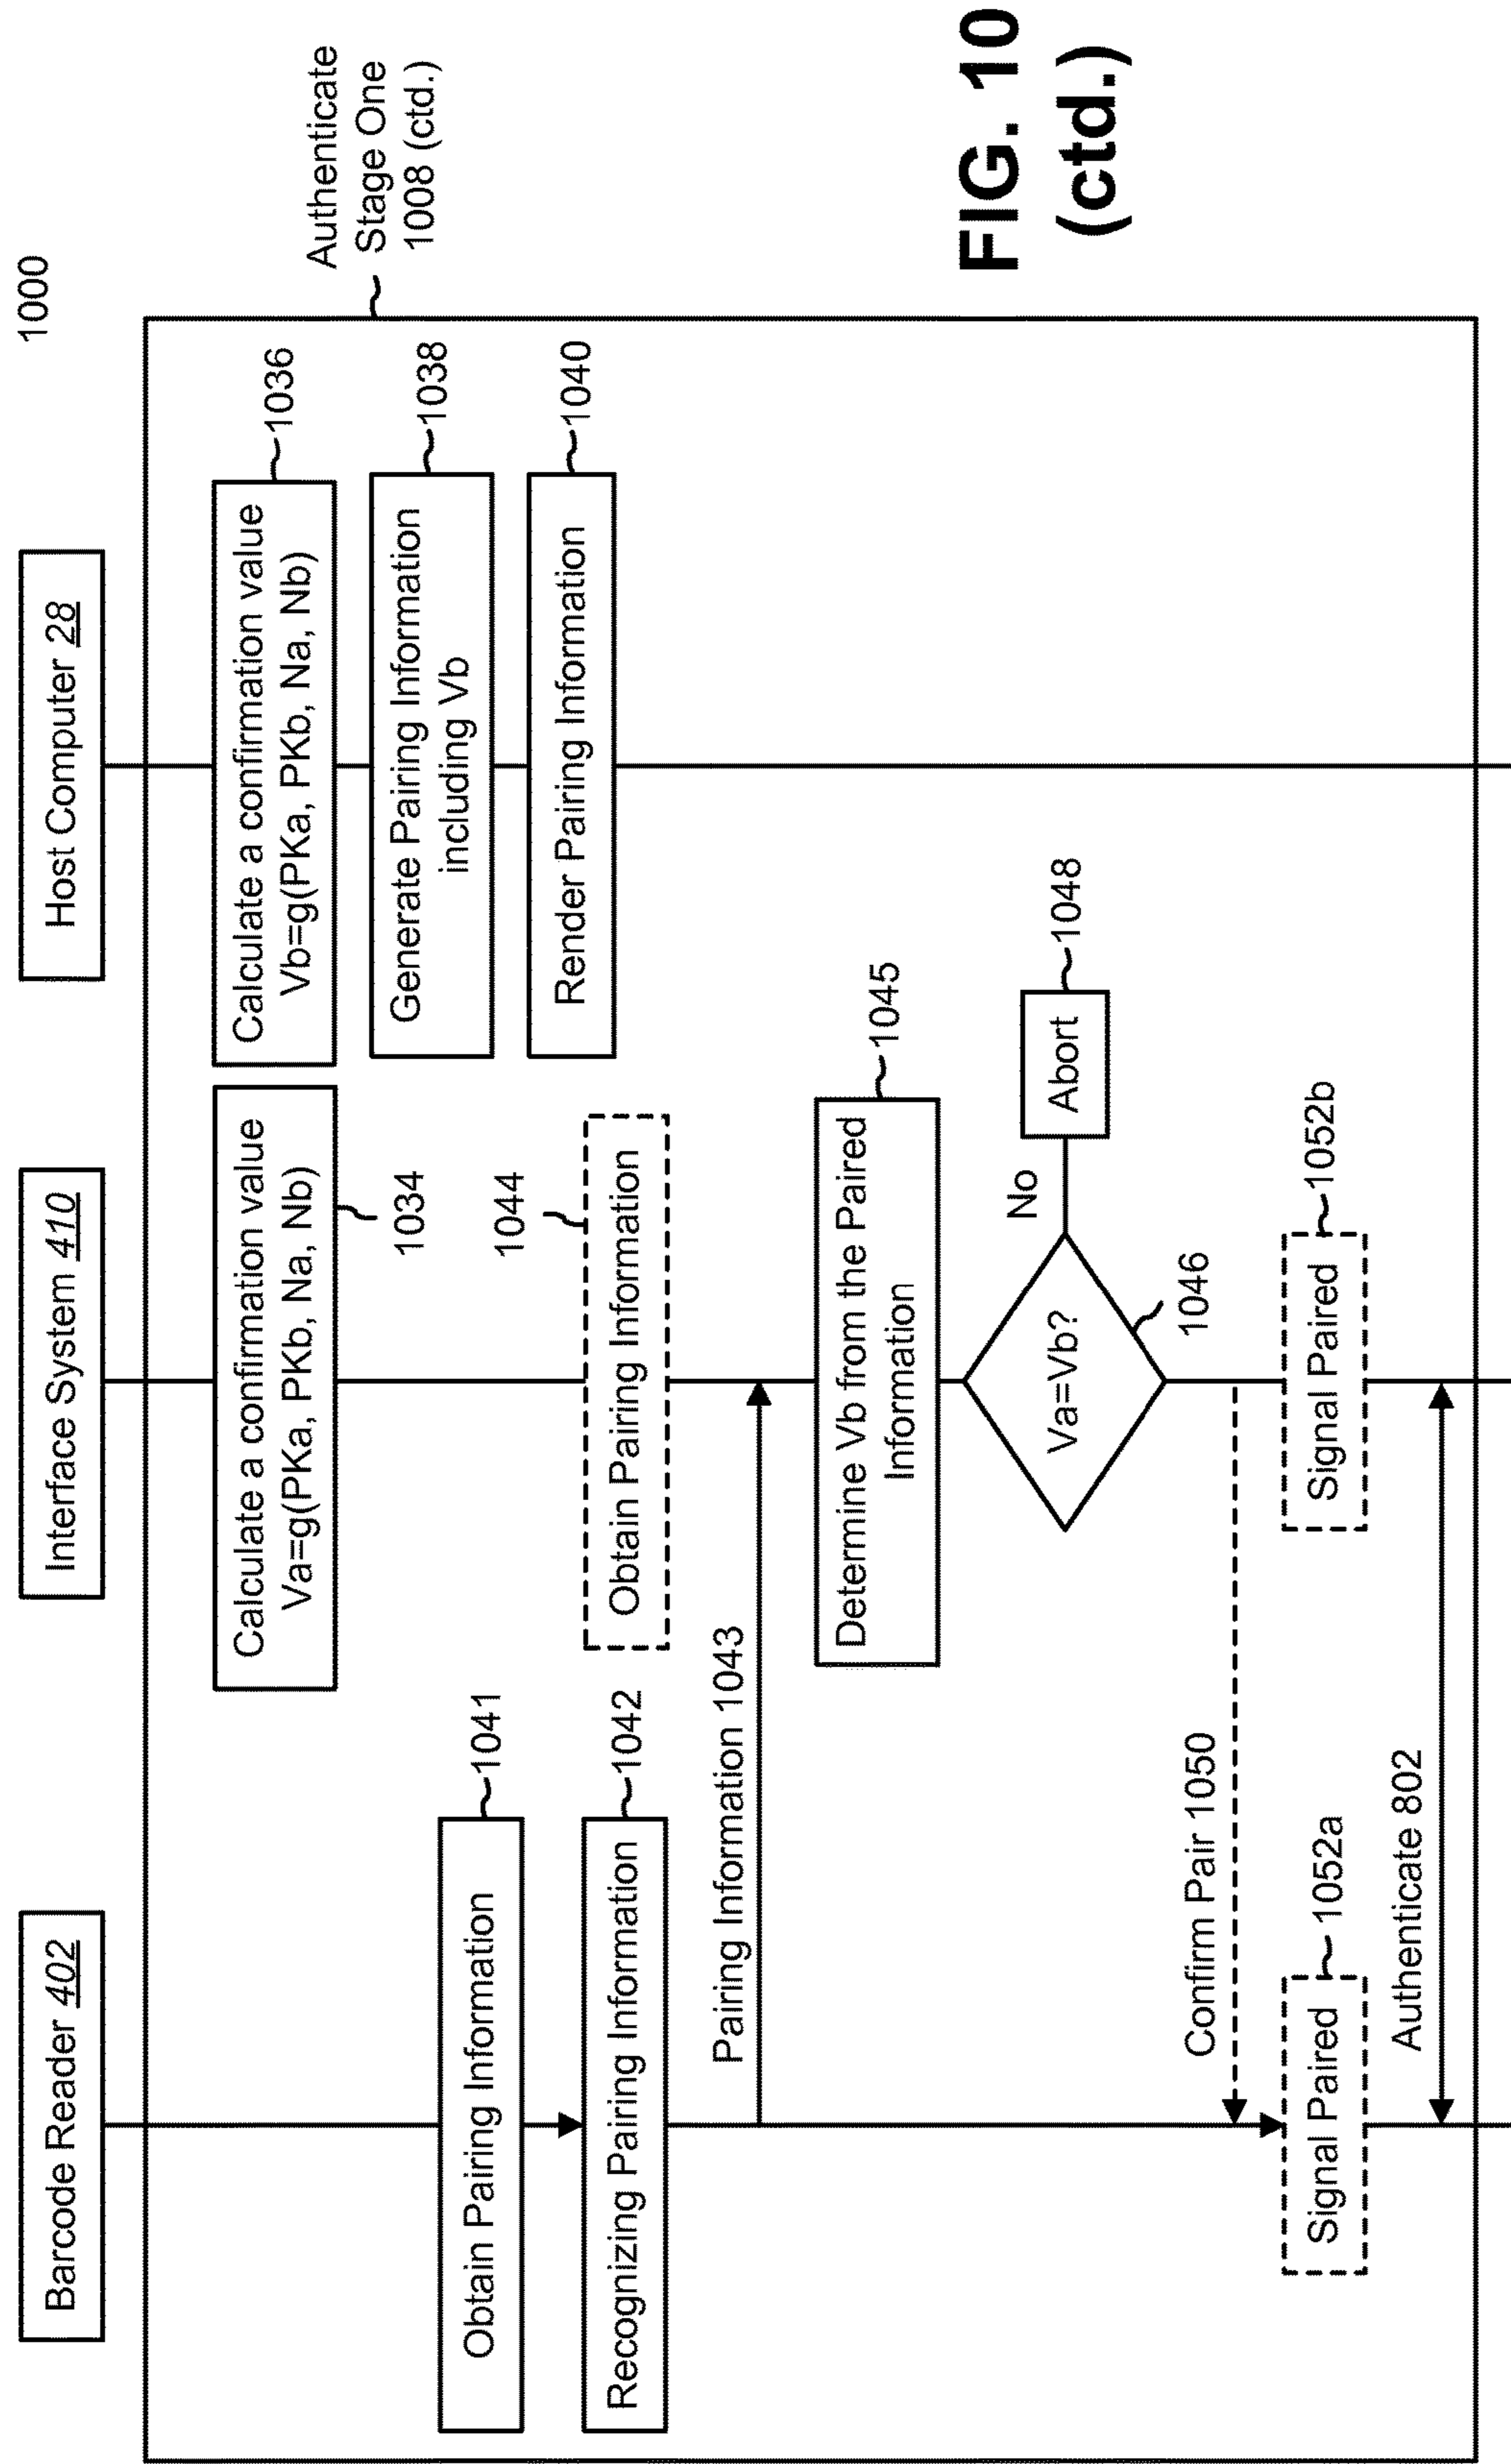 1000
Barcode Reader 402
Interface System 410
Host Computer 28
Authenticate
Stage One
1008 (ctd.)
Calculate a confirmation value
Va=g(PKa, PKb, Na, Nb)
1034
Calculate a confirmation value
Vb=g(PKa, PKb, Na, Nb)
1036
Generate Pairing Information
including Vb
1038
Obtain Pairing Information
1041
Render Pairing Information
1040
Recognizing Pairing Information
1042
1044
Obtain Pairing Information
Pairing Information 1043
Determine Vb from the Paired
Information
1045
Va=Vb?
1046
No
Abort
1048
Confirm Pair 1050
Signal Paired
1052a
Signal Paired
1052b
Authenticate 802
FIG. 10
(ctd.)